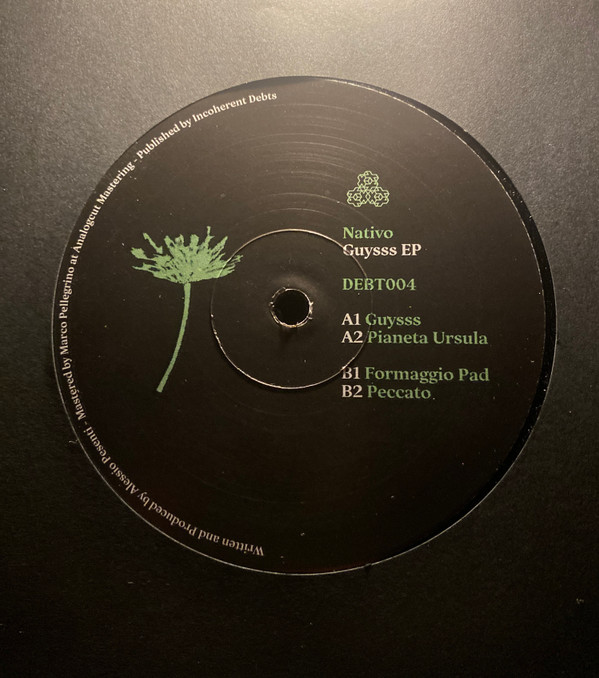 Nativo
Guysss EP
DEBT004
A1 Guysss
A2 Pianeta Ursula
B1 Formaggio Pad
B2 Peccato
Written and Produced by Alessio Pesenti - Mastered by Marco Pellegrino at Analogcut Mastering - Published by Incoherent Debts